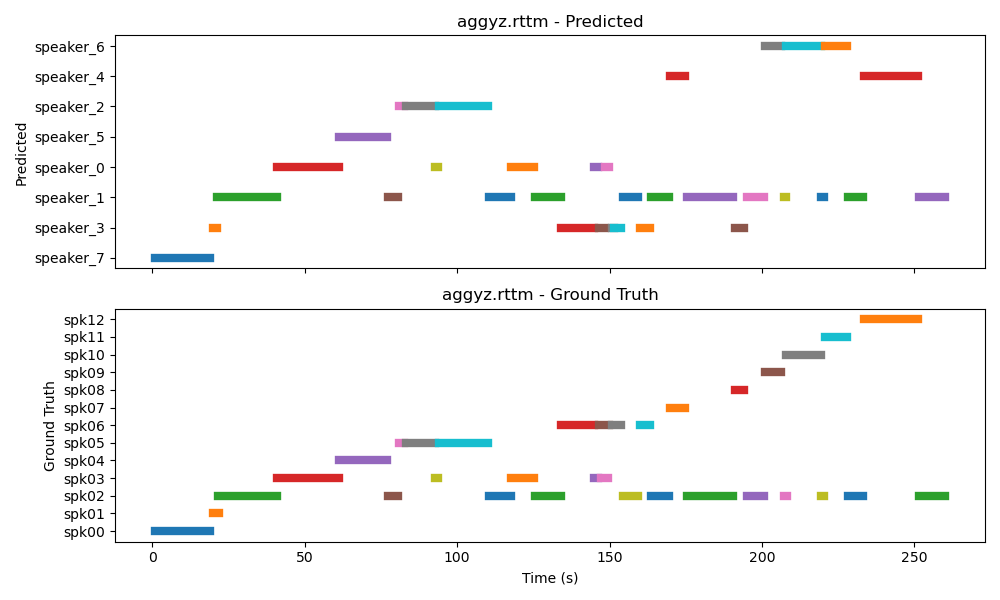 aggyz.rttm - Predicted
Predicted
speaker_6
speaker_4
speaker_2
speaker_5
speaker_0
speaker_1
speaker_3
speaker_7
aggyz.rttm - Ground Truth
Ground Truth
spk12
spk11
spk10
spk09
spk08
spk07
spk06
spk05
spk04
spk03
spk02
spk01
spk00
0 50 100 150 200 250
Time (s)